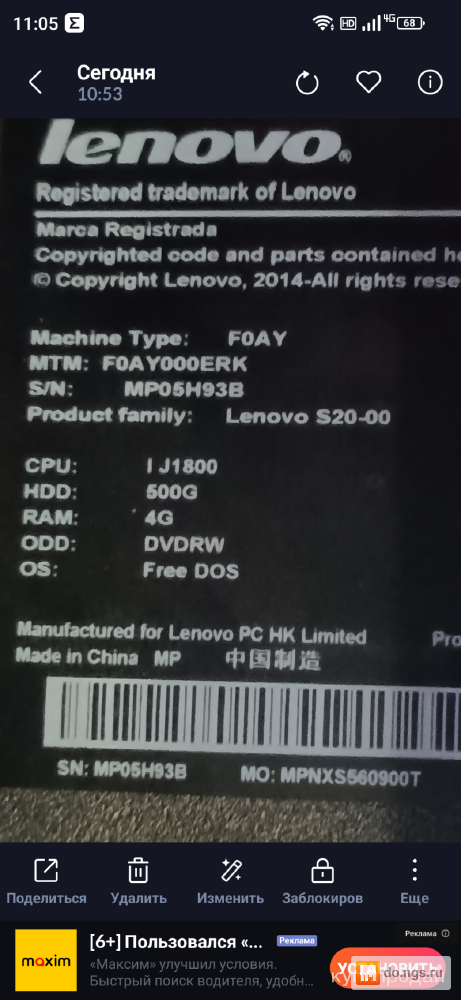 11:05 Σ HD 4G 68
Сегодня
10:53
lenovo®
Registered trademark of Lenovo
Marca Registrada
Copyrighted code and parts contained he
© Copyright Lenovo, 2014-All rights rese
Machine Type: F0AY
MTM: F0AY000ERK
S/N: MP05H93B
Product family: Lenovo S20-00
CPU: I J1800
HDD: 500G
RAM: 4G
ODD: DVDRW
OS: Free DOS
Manufactured for Lenovo PC HK Limited Pro
Made in China MP 中国制造
SN: MP05H93B MO: MPNXS560900T
Поделиться Удалить Изменить Заблокиров Еще
Реклама
maxim [6+] Пользовался «... Реклама
«Максим» улучшил условия.
Быстрый поиск водителя, удобн...
УСТАНОВИТЬ
do.ngs.ru